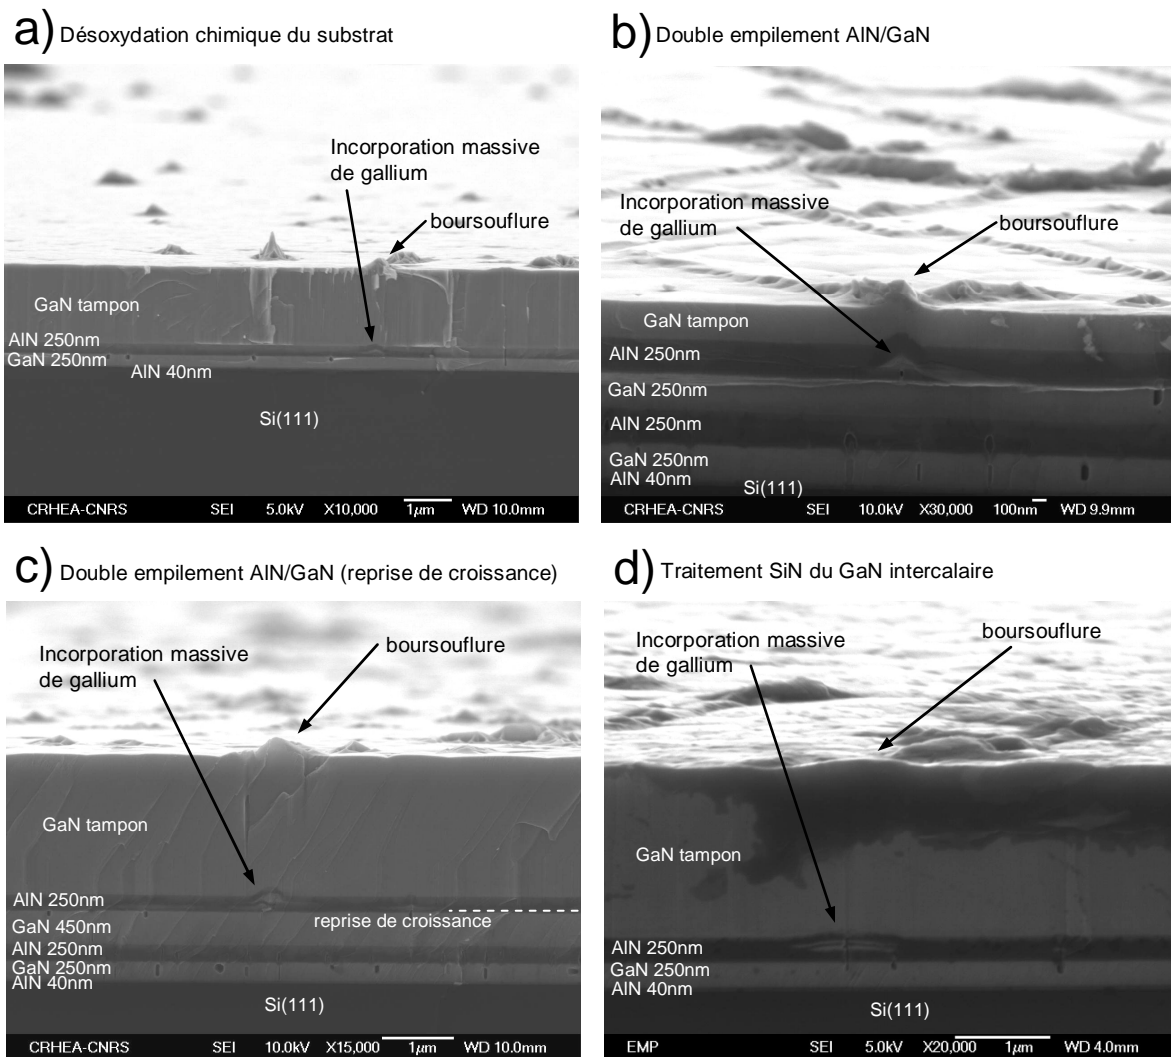 a) Désoxydation chimique du substrat
Incorporation massive
de gallium
boursouflure
GaN tampon
AlN 250nm
GaN 250nm
AlN 40nm
Si(111)
CRHEA-CNRS SEI 5.0kV X10,000 1µm WD 10.0mm
b) Double empilement AlN/GaN
Incorporation massive
de gallium
boursouflure
GaN tampon
AlN 250nm
GaN 250nm
AlN 250nm
GaN 250nm
AlN 40nm
Si(111)
CRHEA-CNRS SEI 10.0kV X30,000 100nm WD 9.9mm
c) Double empilement AlN/GaN (reprise de croissance)
Incorporation massive
de gallium
boursouflure
GaN tampon
AlN 250nm
reprise de croissance
GaN 450nm
AlN 250nm
GaN 250nm
AlN 40nm
Si(111)
CRHEA-CNRS SEI 10.0kV X15,000 1µm WD 10.0mm
d) Traitement SiN du GaN intercalaire
Incorporation massive
de gallium
boursouflure
GaN tampon
AlN 250nm
GaN 250nm
AlN 40nm
Si(111)
EMP SEI 5.0kV X20,000 1µm WD 4.0mm